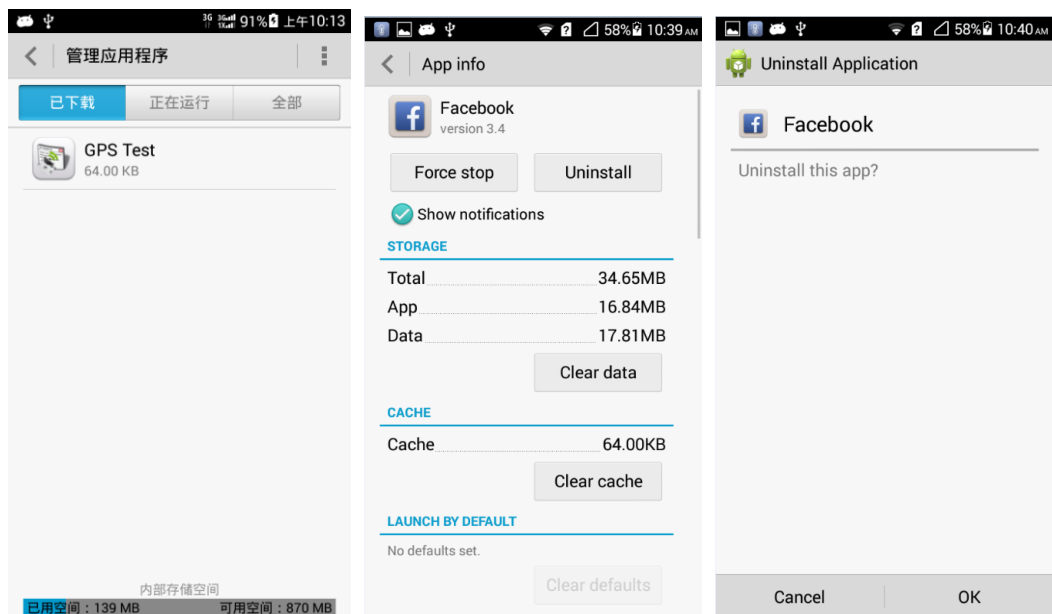 3G 3G 1X 91% 上午10:13
管理应用程序
已下载 正在运行 全部
GPS Test
64.00 KB
内部存储空间
已用空间：139 MB 可用空间：870 MB
58% 10:39 AM
App info
Facebook
version 3.4
Force stop Uninstall
Show notifications
STORAGE
Total 34.65MB
App 16.84MB
Data 17.81MB
Clear data
CACHE
Cache 64.00KB
Clear cache
LAUNCH BY DEFAULT
No defaults set.
Clear defaults
58% 10:40 AM
Uninstall Application
Facebook
Uninstall this app?
Cancel OK